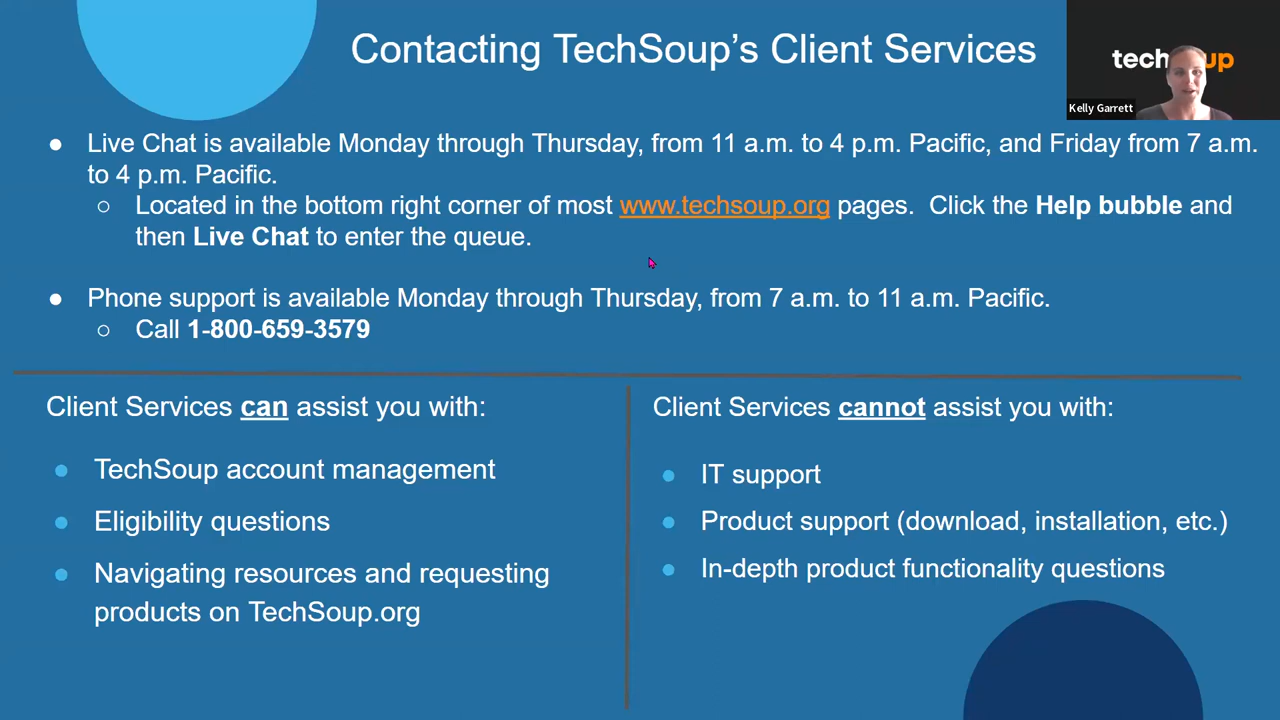 Contacting TechSoup's Client Services
techsoup
Kelly Garrett
● Live Chat is available Monday through Thursday, from 11 a.m. to 4 p.m. Pacific, and Friday from 7 a.m.
to 4 p.m. Pacific.
○ Located in the bottom right corner of most www.techsoup.org pages. Click the Help bubble and
then Live Chat to enter the queue.
● Phone support is available Monday through Thursday, from 7 a.m. to 11 a.m. Pacific.
○ Call 1-800-659-3579
Client Services can assist you with:
● TechSoup account management
● Eligibility questions
● Navigating resources and requesting
products on TechSoup.org
Client Services cannot assist you with:
● IT support
● Product support (download, installation, etc.)
● In-depth product functionality questions